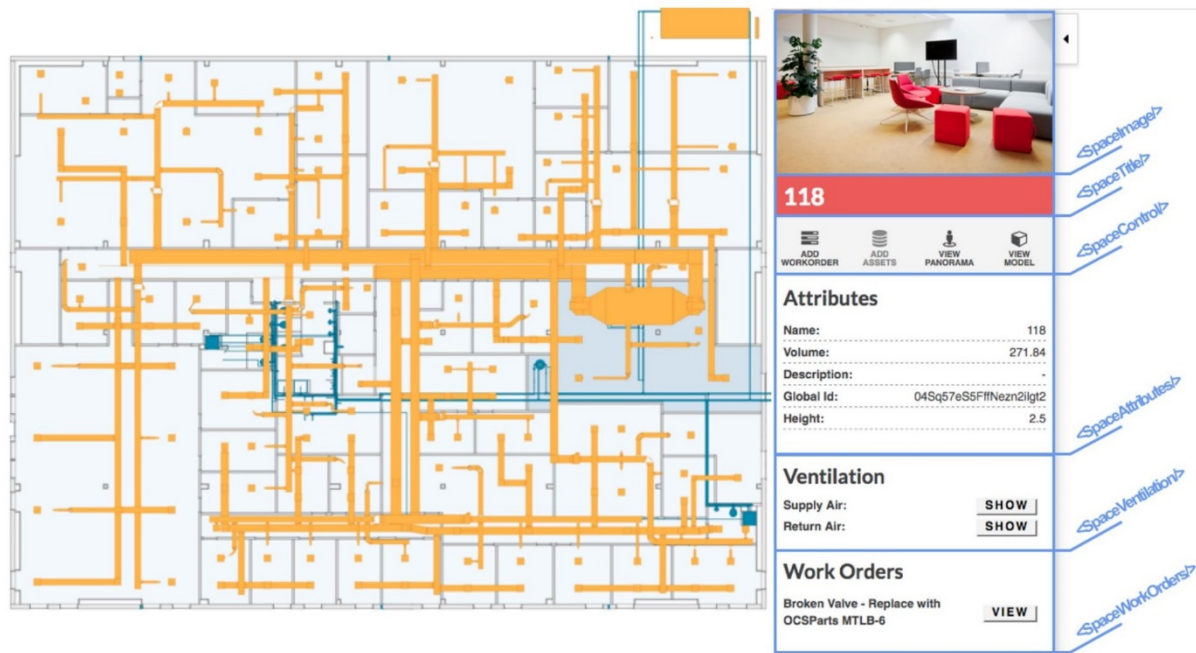 <SpaceImage/>
<SpaceTitle/>
118
<SpaceControl/>
ADD WORKORDER
ADD ASSETS
VIEW PANORAMA
VIEW MODEL
Attributes
Name: 118
Volume: 271.84
Description: -
Global Id: 04Sq57eS5FffNezn2ilgt2
Height: 2.5
<SpaceAttributes/>
Ventilation
Supply Air: SHOW
Return Air: SHOW
<SpaceVentilation/>
Work Orders
Broken Valve - Replace with
OCSParts MTLB-6
VIEW
<SpaceWorkOrders/>